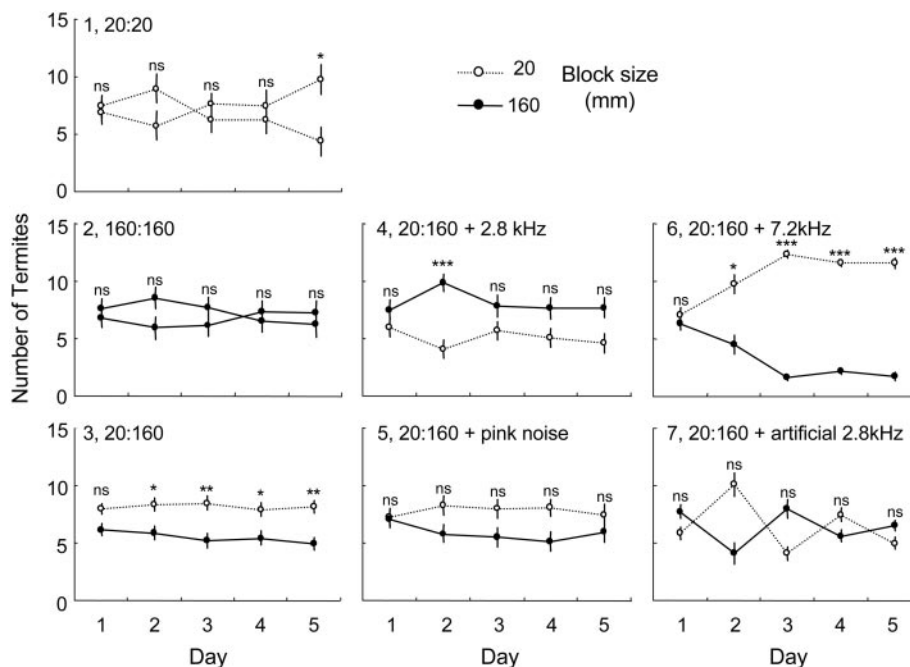 15
1, 20:20
10
5
0
ns
ns
ns
ns
*
20
160
Block size
(mm)
Number of Termites
15
2, 160:160
10
5
0
ns
ns
ns
ns
ns
4, 20:160 + 2.8 kHz
ns
***
ns
ns
ns
6, 20:160 + 7.2kHz
ns
*
***
***
***
15
3, 20:160
10
5
0
ns
*
**
*
**
1
2
3
4
5
Day
5, 20:160 + pink noise
ns
ns
ns
ns
ns
1
2
3
4
5
Day
7, 20:160 + artificial 2.8kHz
ns
ns
ns
ns
ns
1
2
3
4
5
Day